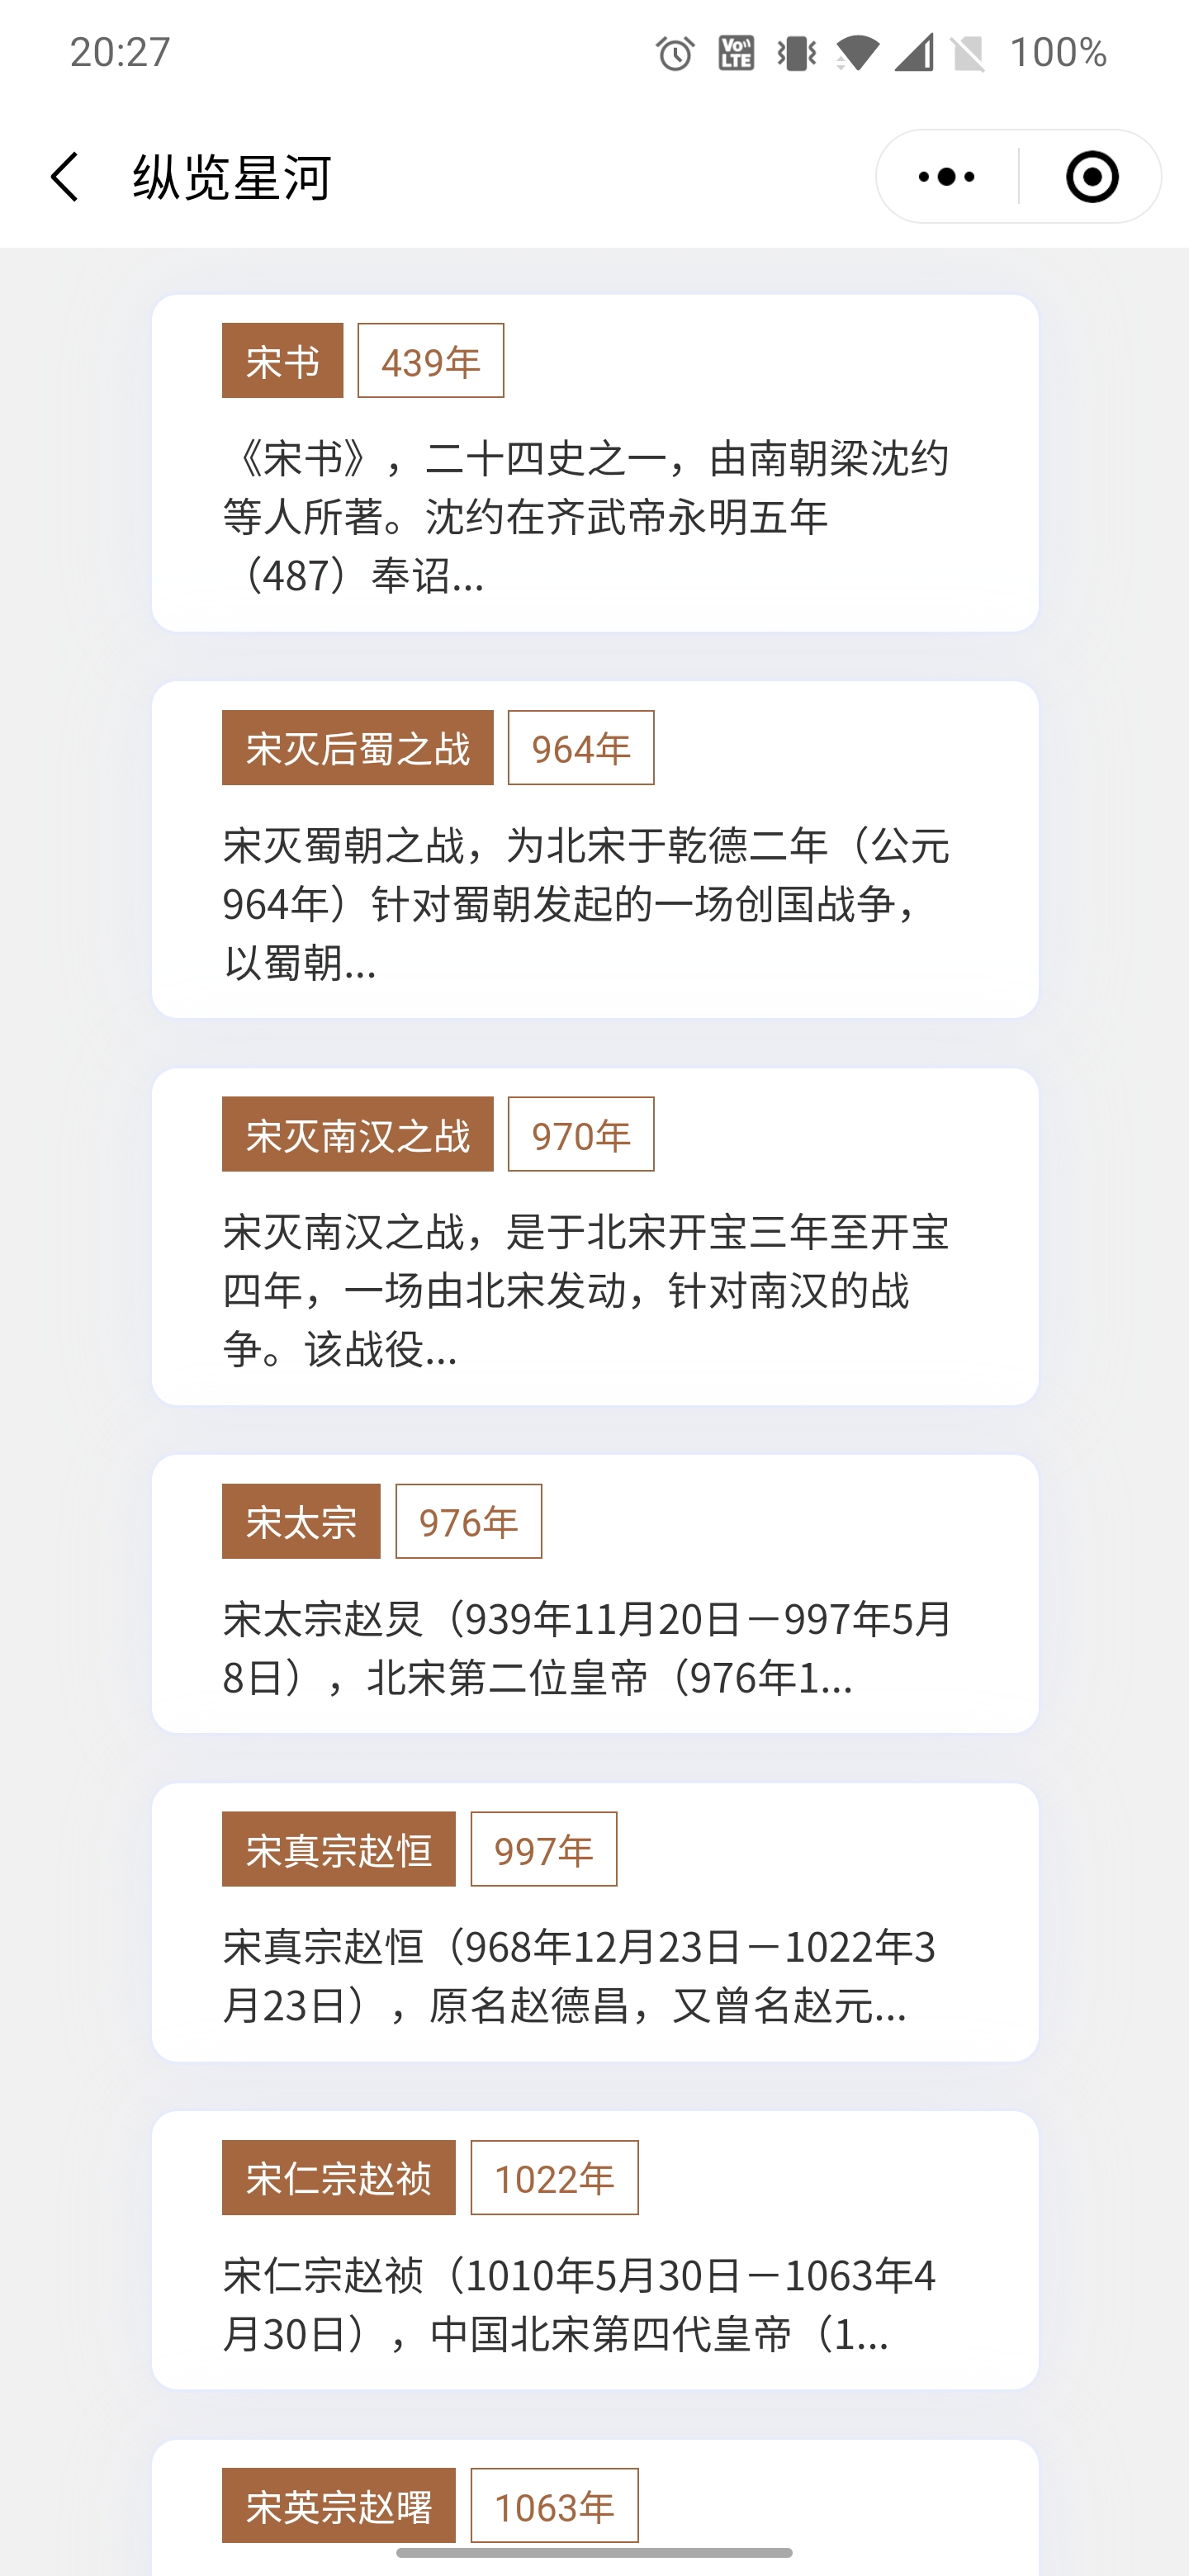 20:27
Vo LTE
100%
纵览星河
宋书 439年
《宋书》，二十四史之一，由南朝梁沈约
等人所著。沈约在齐武帝永明五年
（487）奉诏...
宋灭后蜀之战 964年
宋灭蜀朝之战，为北宋于乾德二年（公元
964年）针对蜀朝发起的一场创国战争，
以蜀朝...
宋灭南汉之战 970年
宋灭南汉之战，是于北宋开宝三年至开宝
四年，一场由北宋发动，针对南汉的战
争。该战役...
宋太宗 976年
宋太宗赵炅（939年11月20日－997年5月
8日），北宋第二位皇帝（976年1...
宋真宗赵恒 997年
宋真宗赵恒（968年12月23日－1022年3
月23日），原名赵德昌，又曾名赵元...
宋仁宗赵祯 1022年
宋仁宗赵祯（1010年5月30日－1063年4
月30日），中国北宋第四代皇帝（1...
宋英宗赵曙 1063年